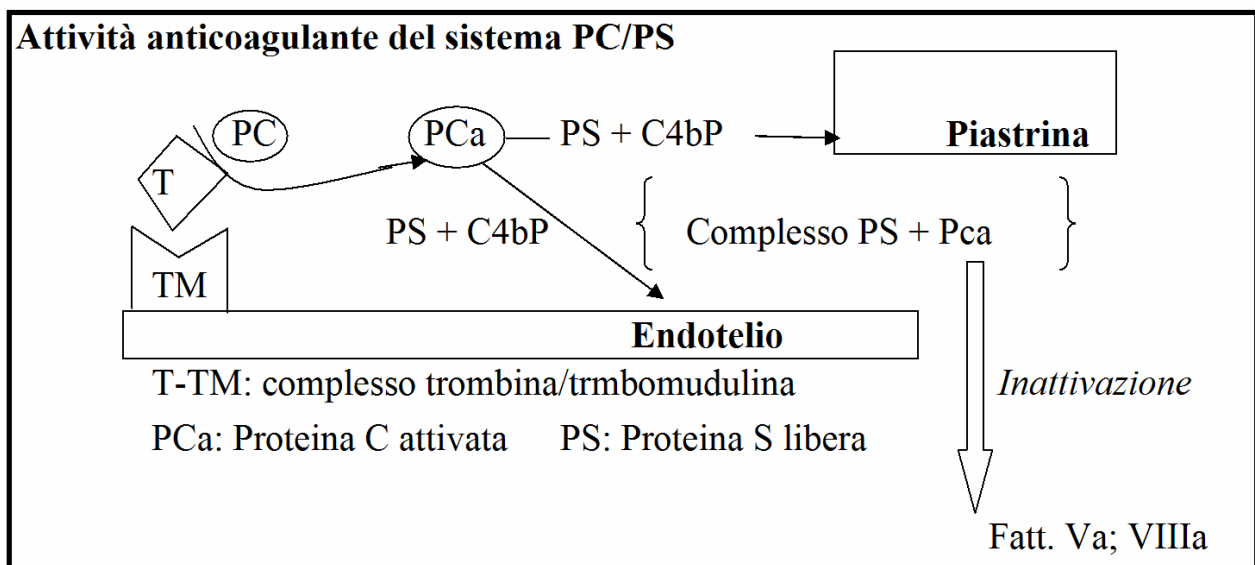 Attività anticoagulante del sistema PC/PS
PC
PCa
PS + C4bP
Piastrina
T
PS + C4bP
Complesso PS + Pca
TM
Endotelio
T-TM: complesso trombina/trmbomudulina
Inattivazione
PCa: Proteina C attivata PS: Proteina S libera
Fatt. Va; VIIIa